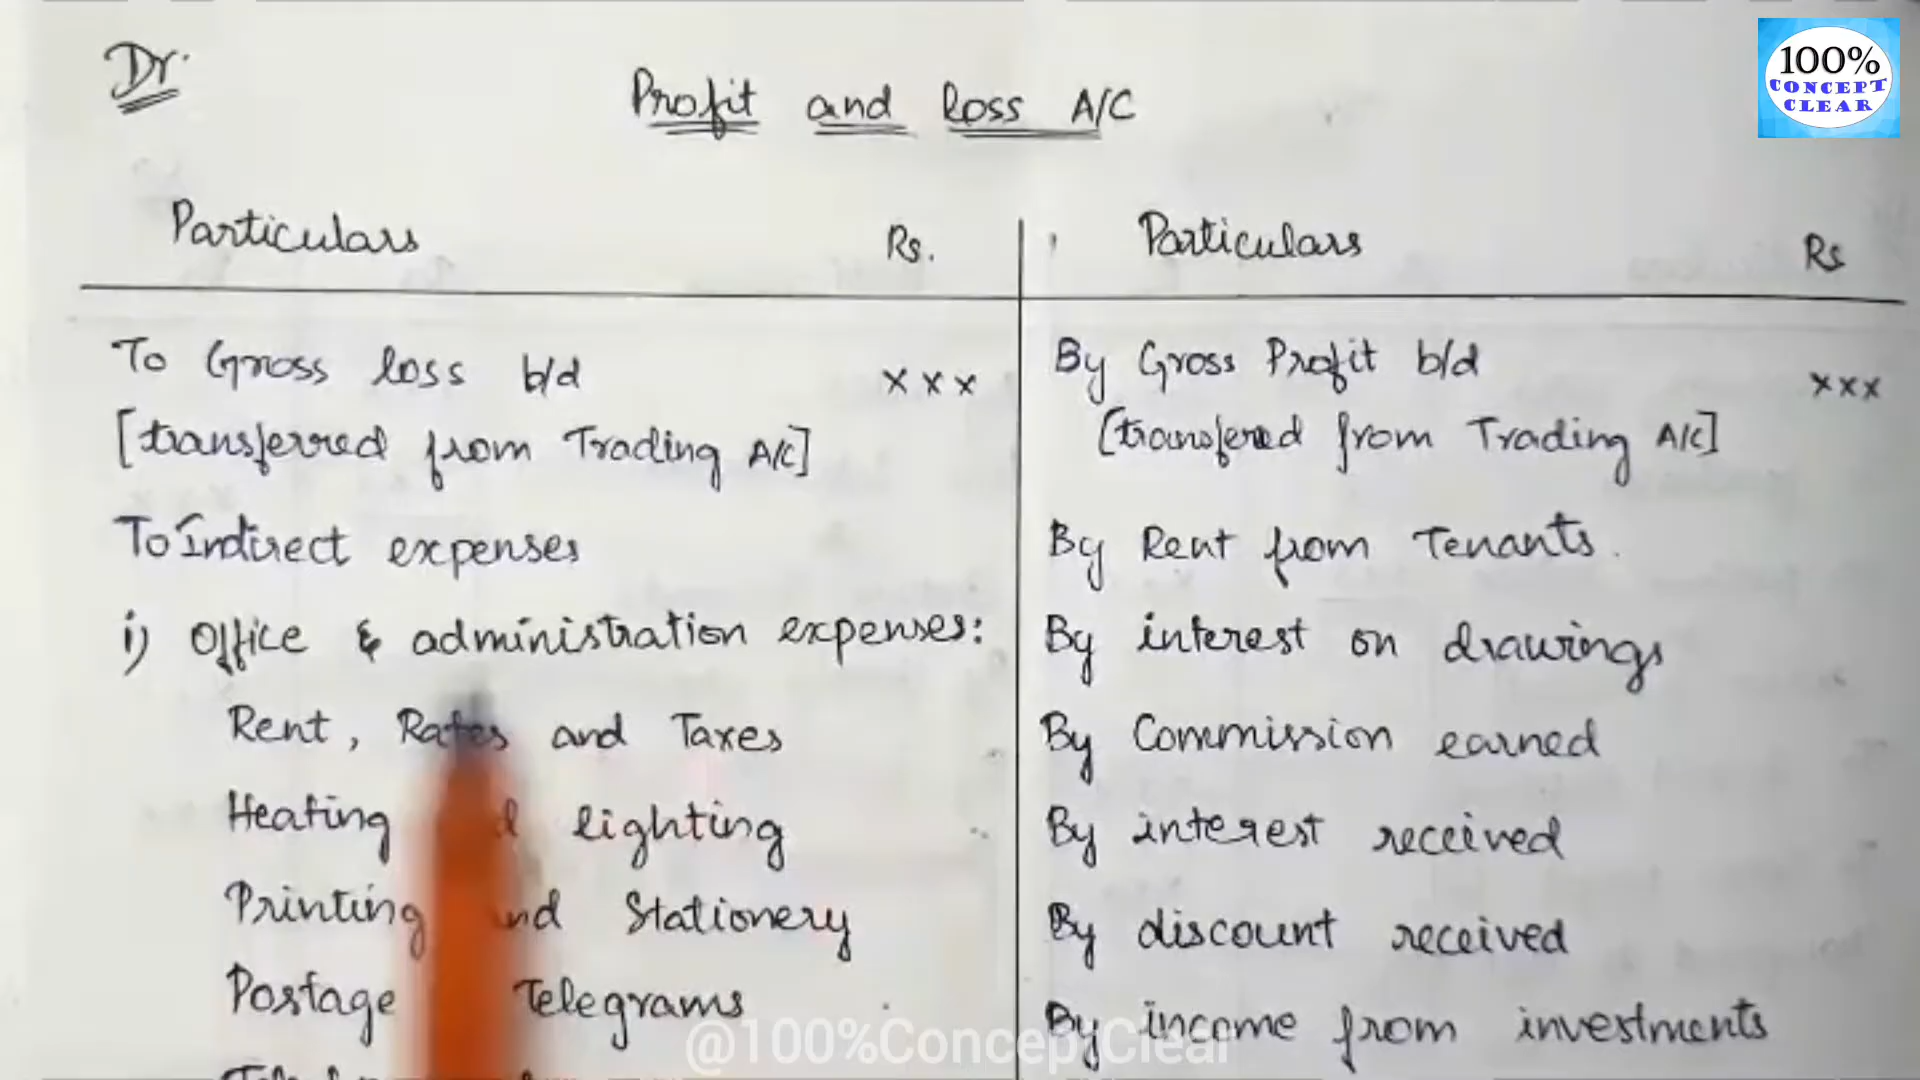 Dr.
Profit and loss A/C
100%
CONCEPT
CLEAR
Particulars Rs.
To Gross loss b/d xxx
[transferred from Trading A/C]
To Indirect expenses
i) Office & administration expenses:
Rent, Rates and Taxes
Heating lighting
Printing and Stationery
Postage Telegrams
Particulars Rs
By Gross Profit b/d xxx
[transfered from Trading A/C]
By Rent from Tenants.
By interest on drawings
By Commission earned
By interest received
By discount received
By income from investments
@100%ConceptClear